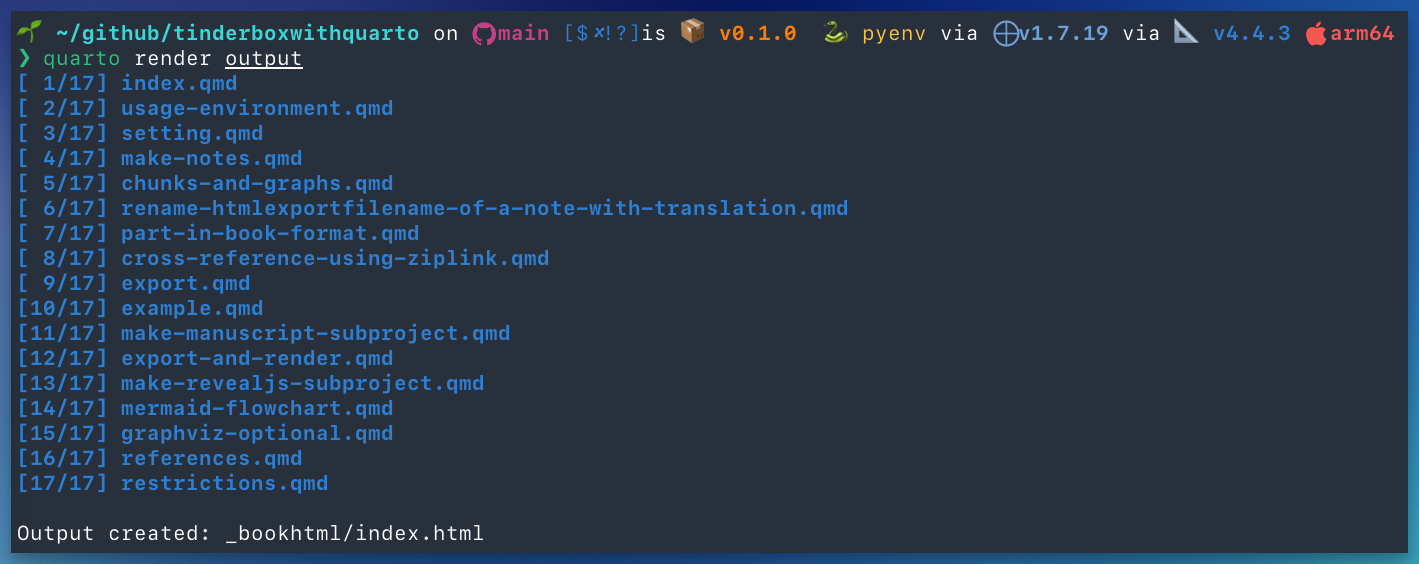 ~/github/tinderboxwithquarto on main [$✘!?]is 📦 v0.1.0 🐍 pyenv via v1.7.19 via 📐 v4.4.3 arm64
❯ quarto render output
[ 1/17] index.qmd
[ 2/17] usage-environment.qmd
[ 3/17] setting.qmd
[ 4/17] make-notes.qmd
[ 5/17] chunks-and-graphs.qmd
[ 6/17] rename-htmlexportfilename-of-a-note-with-translation.qmd
[ 7/17] part-in-book-format.qmd
[ 8/17] cross-reference-using-ziplink.qmd
[ 9/17] export.qmd
[10/17] example.qmd
[11/17] make-manuscript-subproject.qmd
[12/17] export-and-render.qmd
[13/17] make-revealjs-subproject.qmd
[14/17] mermaid-flowchart.qmd
[15/17] graphviz-optional.qmd
[16/17] references.qmd
[17/17] restrictions.qmd
Output created: _bookhtml/index.html